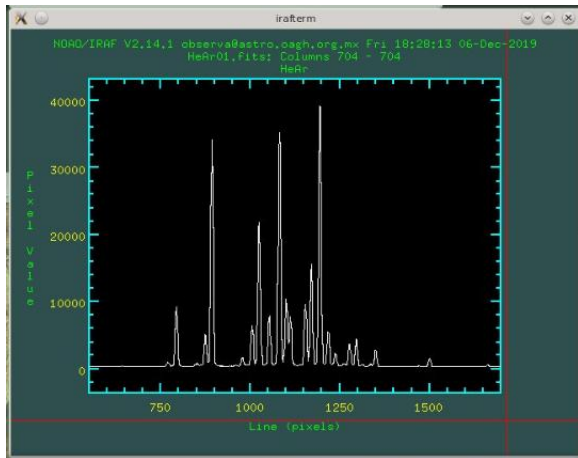 irafterm
NOAO/IRAF V2.14.1 observa@astro.oagh.org.mx Fri 18:28:13 06-Dec-2019
HeAr01.fits: Columns 704 - 704
HeAr
40000
30000
20000
10000
0
Pixel Value
750 1000 1250 1500
Line (pixels)